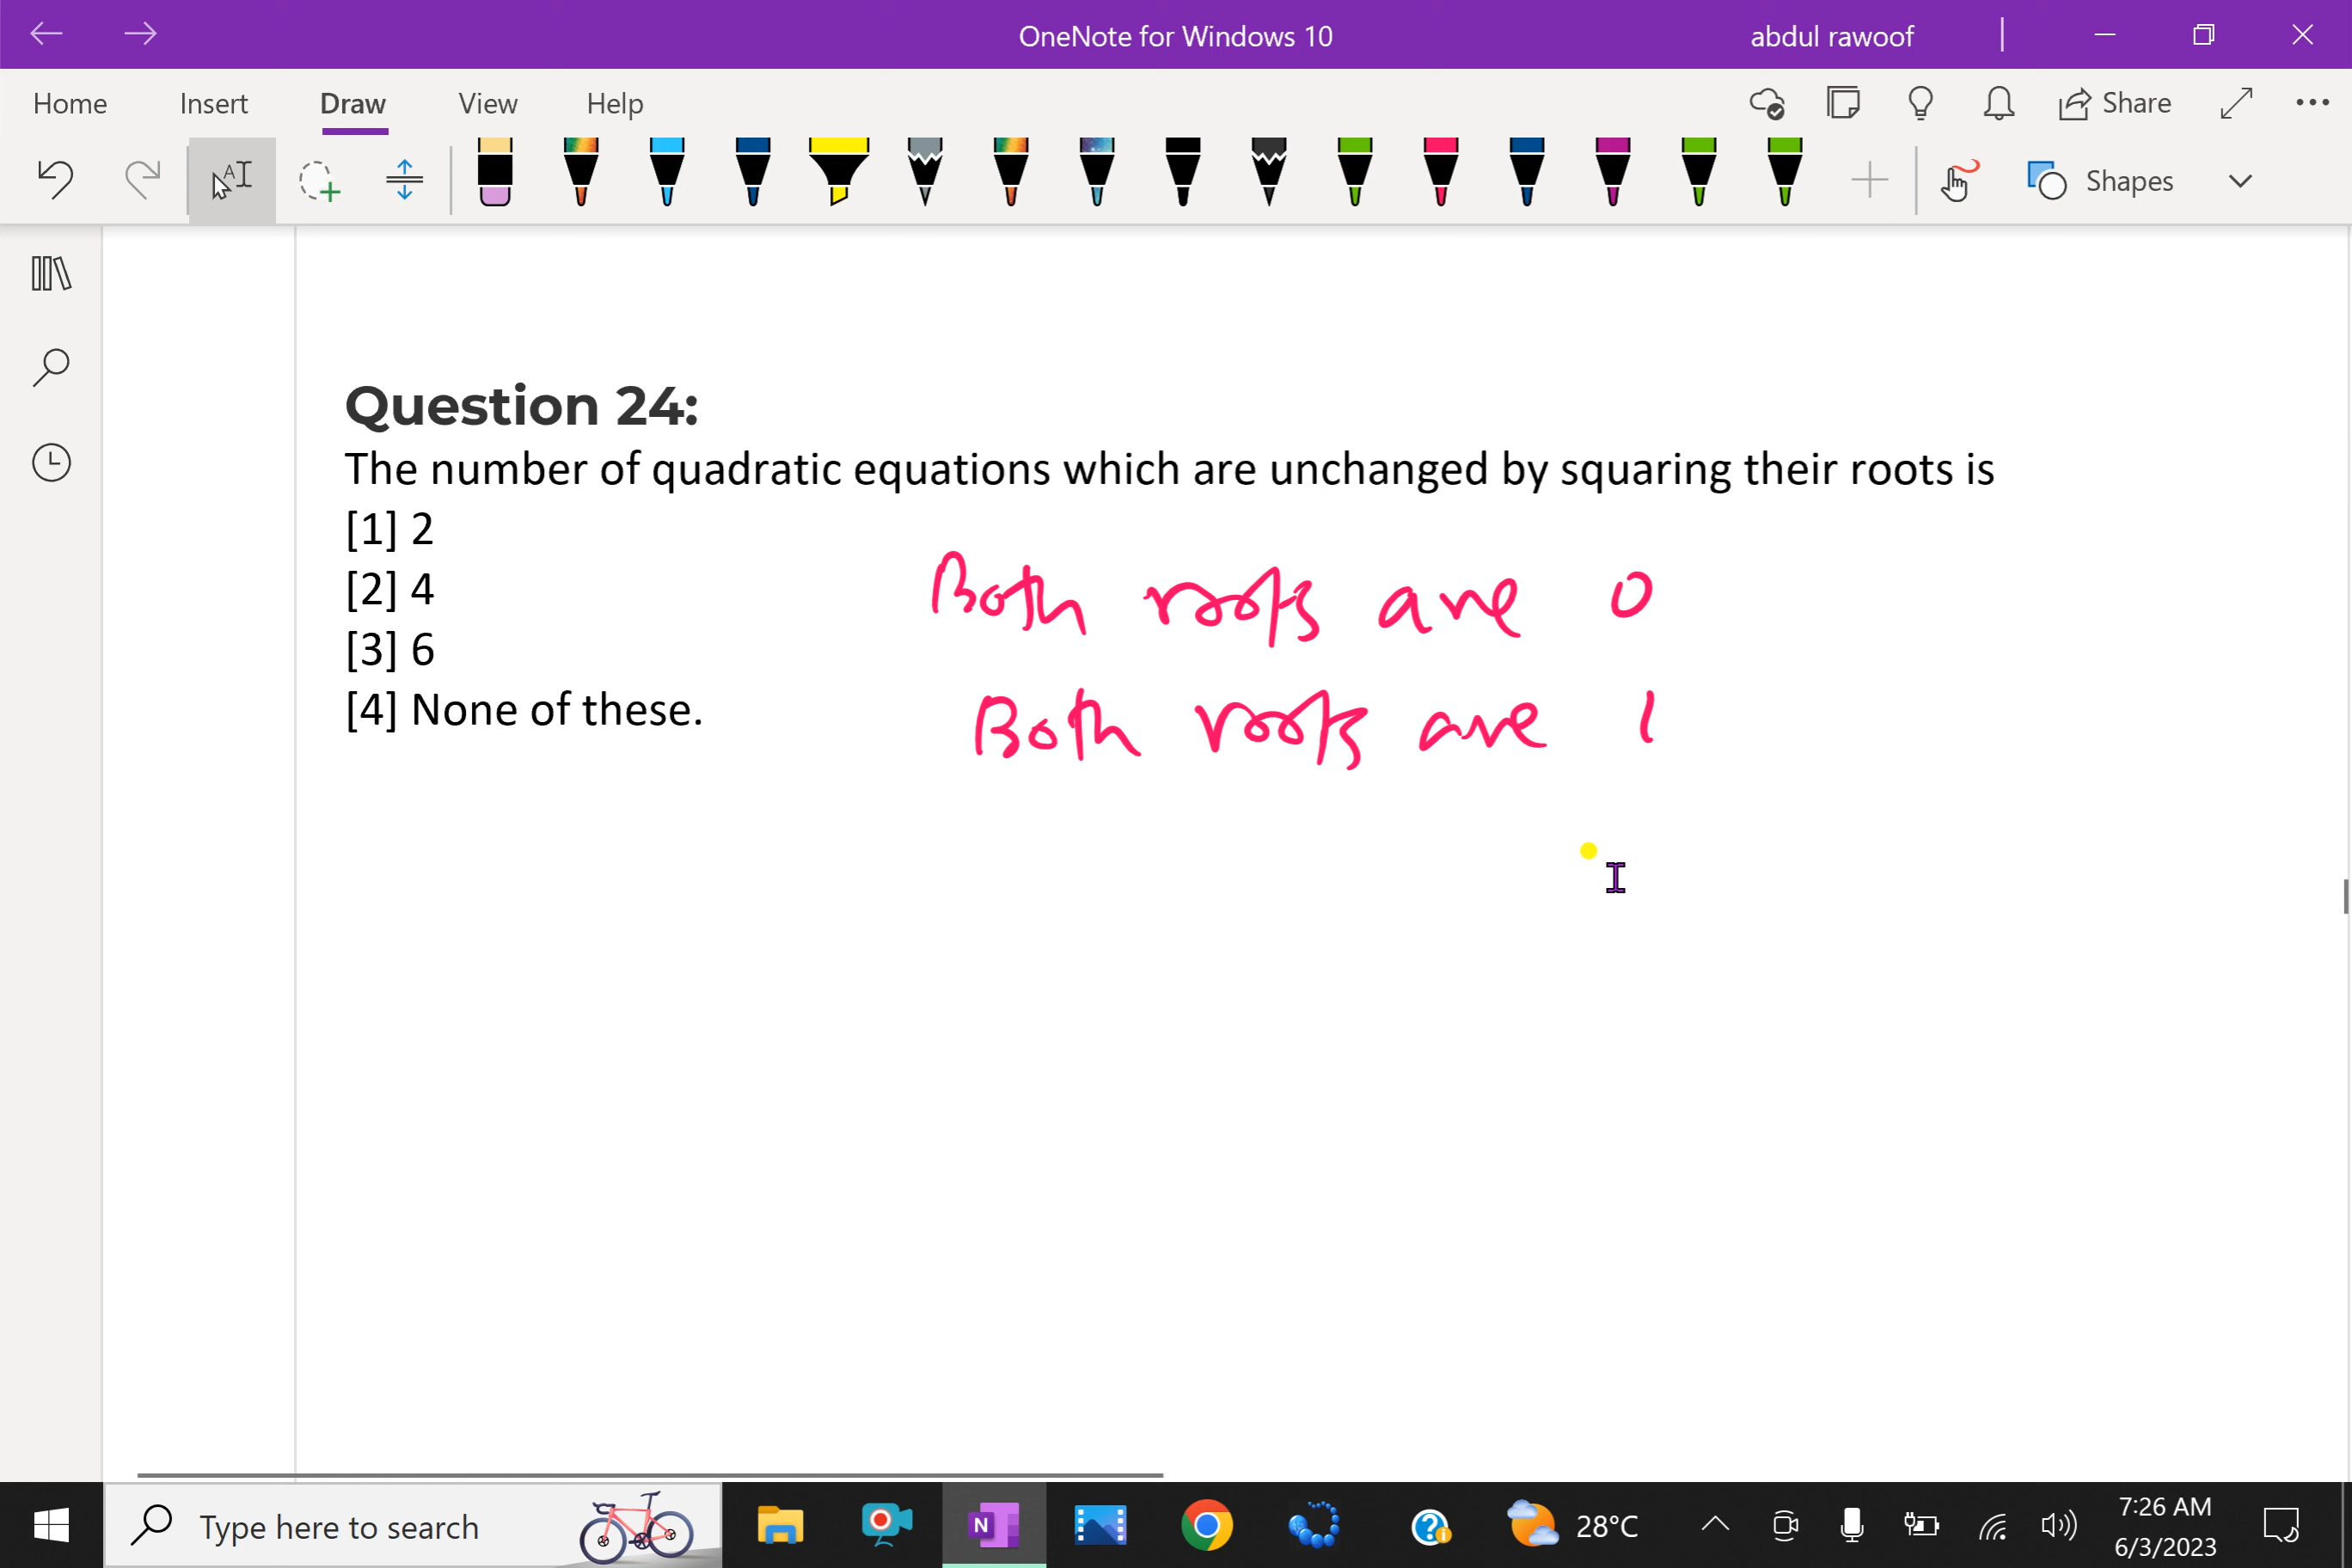 OneNote for Windows 10
abdul rawoof
Home Insert Draw View Help
Share
Shapes
Question 24:
The number of quadratic equations which are unchanged by squaring their roots is
[1] 2
[2] 4
[3] 6
[4] None of these.
Both roots are 0
Both roots are 1
Type here to search
28°C
7:26 AM
6/3/2023